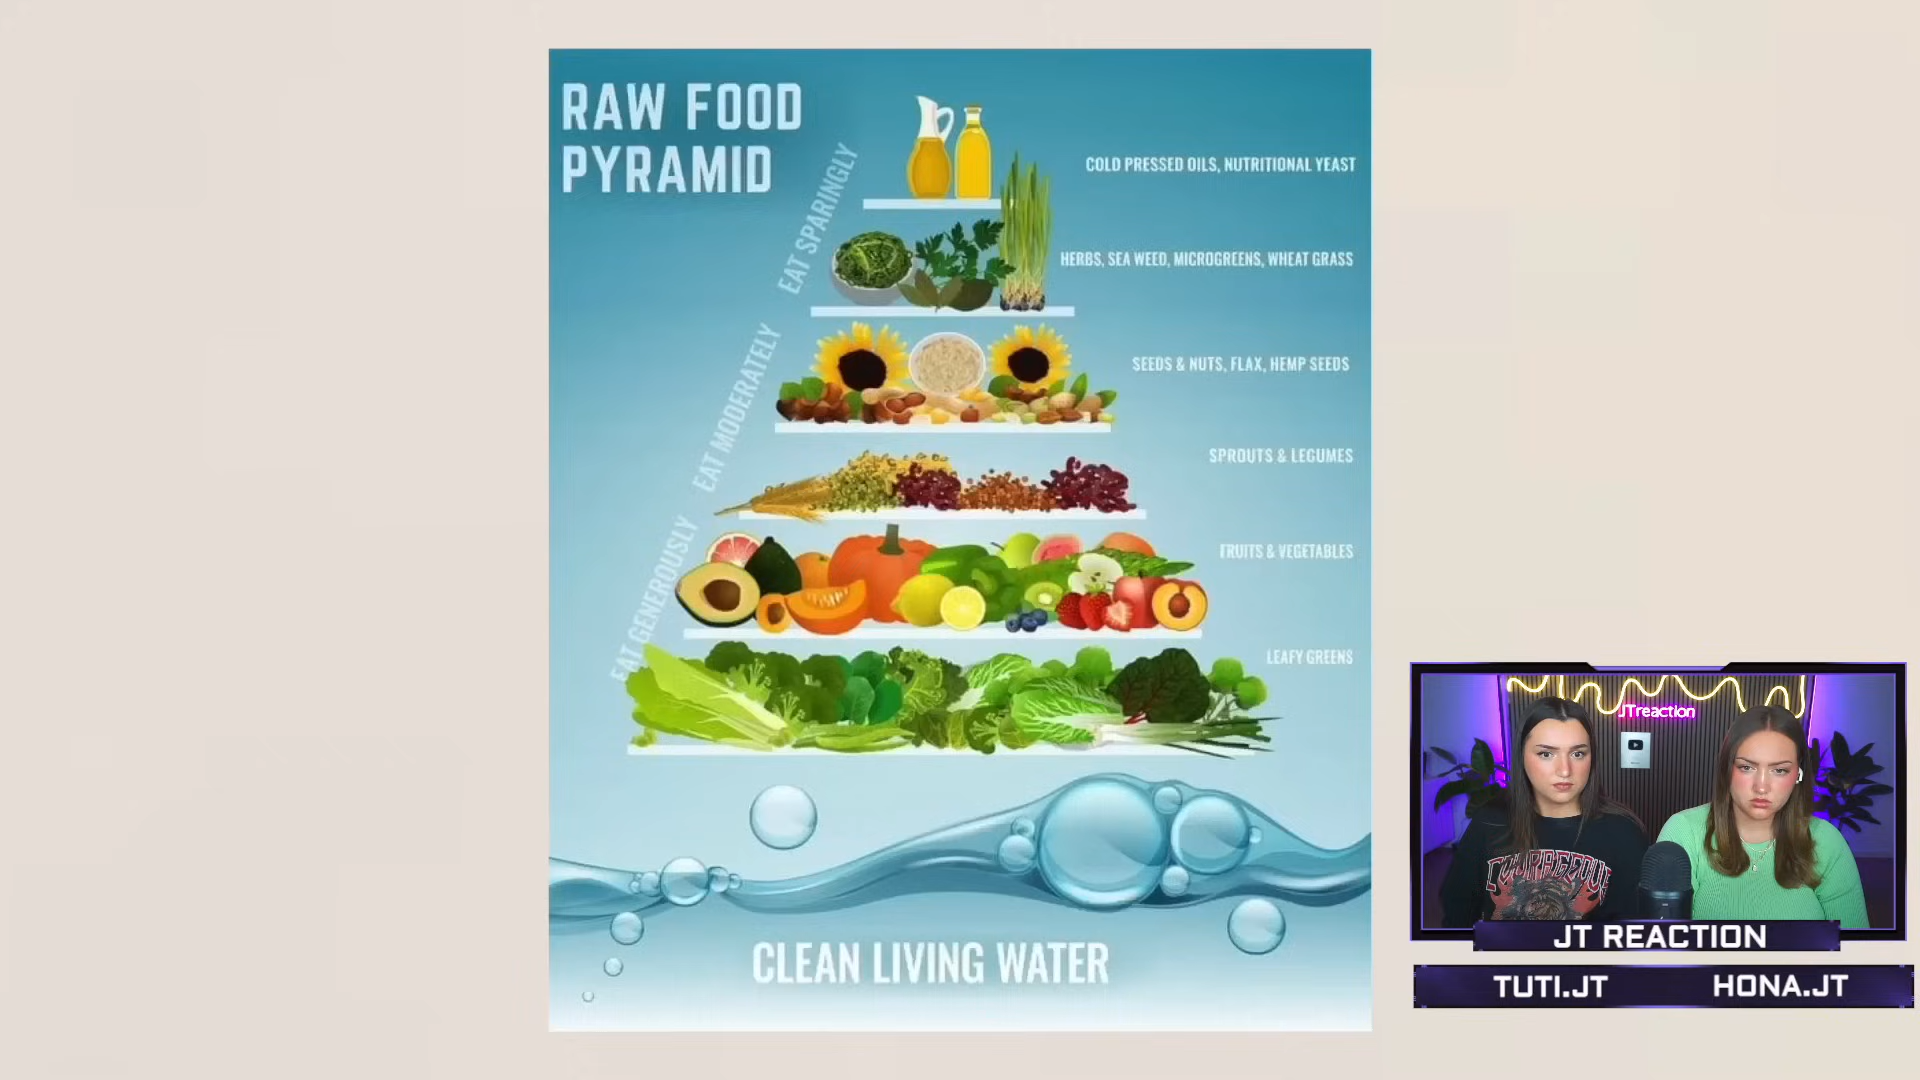 RAW FOOD
PYRAMID
EAT SPARINGLY
COLD PRESSED OILS, NUTRITIONAL YEAST
HERBS, SEA WEED, MICROGREENS, WHEAT GRASS
EAT MODERATELY
SEEDS & NUTS, FLAX, HEMP SEEDS
SPROUTS & LEGUMES
EAT GENEROUSLY
FRUITS & VEGETABLES
LEAFY GREENS
CLEAN LIVING WATER
JTreaction
COURAGEOUS
JT REACTION
TUTI.JT
HONA.JT